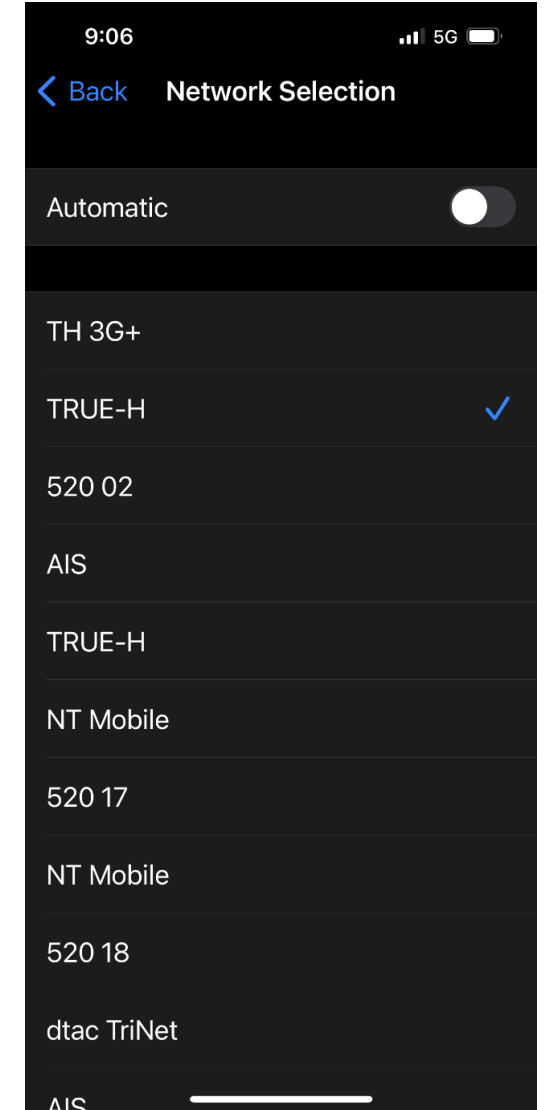 9:06
5G
Back
Network Selection
Automatic
TH 3G+
TRUE-H
520 02
AIS
TRUE-H
NT Mobile
520 17
NT Mobile
520 18
dtac TriNet
AIS